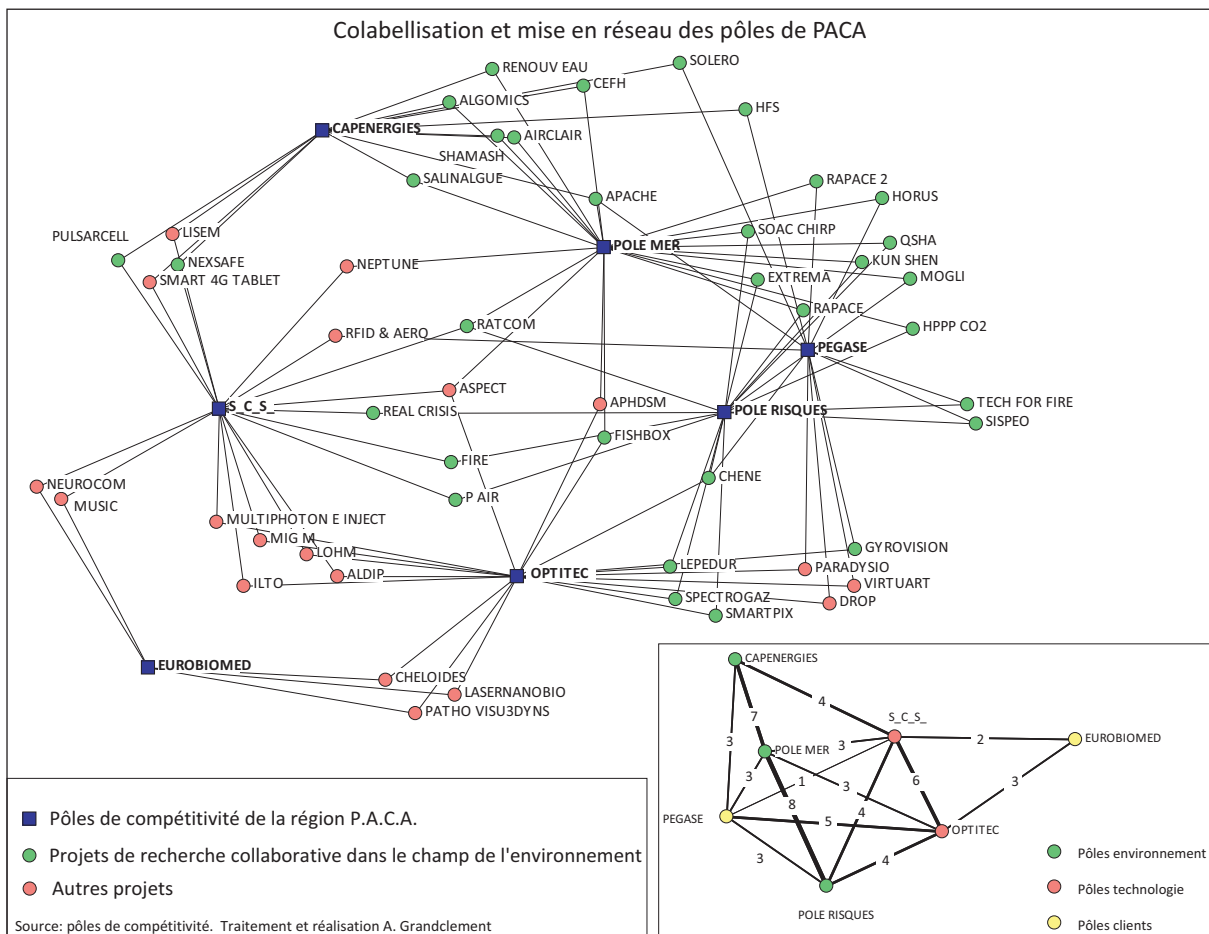 Colabellisation et mise en réseau des pôles de PACA
RENOUV EAU
SOLERO
CEFH
ALGOMICS
HFS
CAPENERGIES
AIRCLAIR
SHAMASH
SALINALGUE
APACHE
RAPACE 2
HORUS
PULSARCELL
LISEM
SOAC CHIRP
QSHA
POLE MER
NEXSAFE
NEPTUNE
KUN SHEN
SMART 4G TABLET
EXTREMA
MOGLI
RAPACE
RATCOM
RFID & AERO
HPPP CO2
PEGASE
ASPECT
APHDSM
S_C_S_
REAL CRISIS
POLE RISQUES
TECH FOR FIRE
SISPEO
FISHBOX
FIRE
CHENE
NEUROCOM
MUSIC
P AIR
MULTIPHOTON E INJECT
MIG M
LOHM
GYROVISION
ALDIP
OPTITEC
LEPEDUR
PARADYSIO
ILTO
VIRTUART
SPECTROGAZ
DROP
SMARTPIX
EUROBIOMED
CHELOIDES
LASERNANOBIO
PATHO VISU3DYNS
CAPENERGIES
4
7
S_C_S_
3
POLE MER
3
2
EUROBIOMED
3
1
3
6
3
8
4
PEGASE
5
OPTITEC
3
4
POLE RISQUES
Pôles environnement
Pôles technologie
Pôles clients
Pôles de compétitivité de la région P.A.C.A.
Projets de recherche collaborative dans le champ de l'environnement
Autres projets
Source: pôles de compétitivité. Traitement et réalisation A. Grandclement